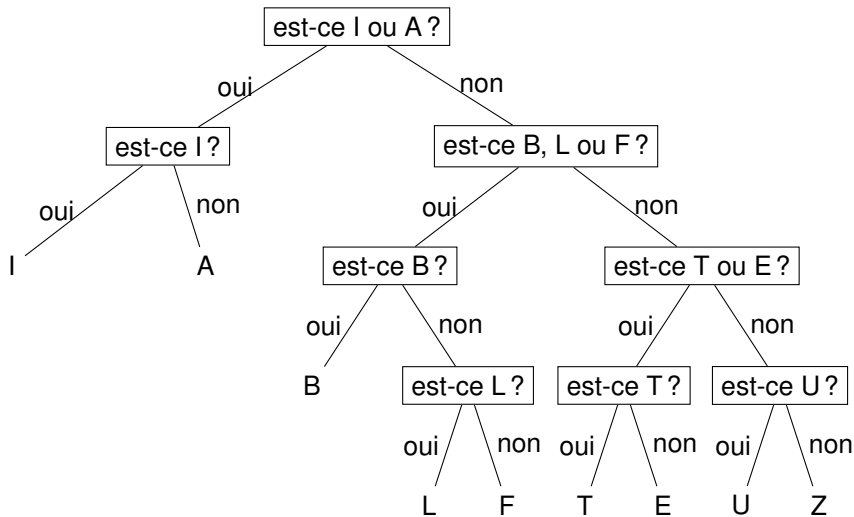 est-ce I ou A ?
oui non
est-ce I ? est-ce B, L ou F ?
oui non oui non
I A est-ce B ? est-ce T ou E ?
oui non oui non
B est-ce L ? est-ce T ? est-ce U ?
oui non oui non oui non
L F T E U Z